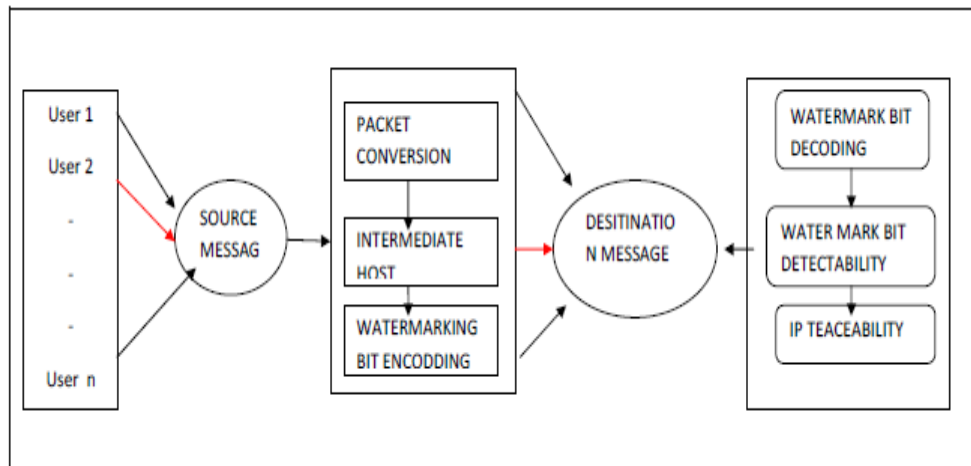 User 1
User 2
-
-
-
User n
SOURCE
MESSAG
PACKET
CONVERSION
INTERMEDIATE
HOST
WATERMARKING
BIT ENCODDING
DESITINATIO
N MESSAGE
WATERMARK BIT
DECODING
WATER MARK BIT
DETECTABILITY
IP TEACEABILITY